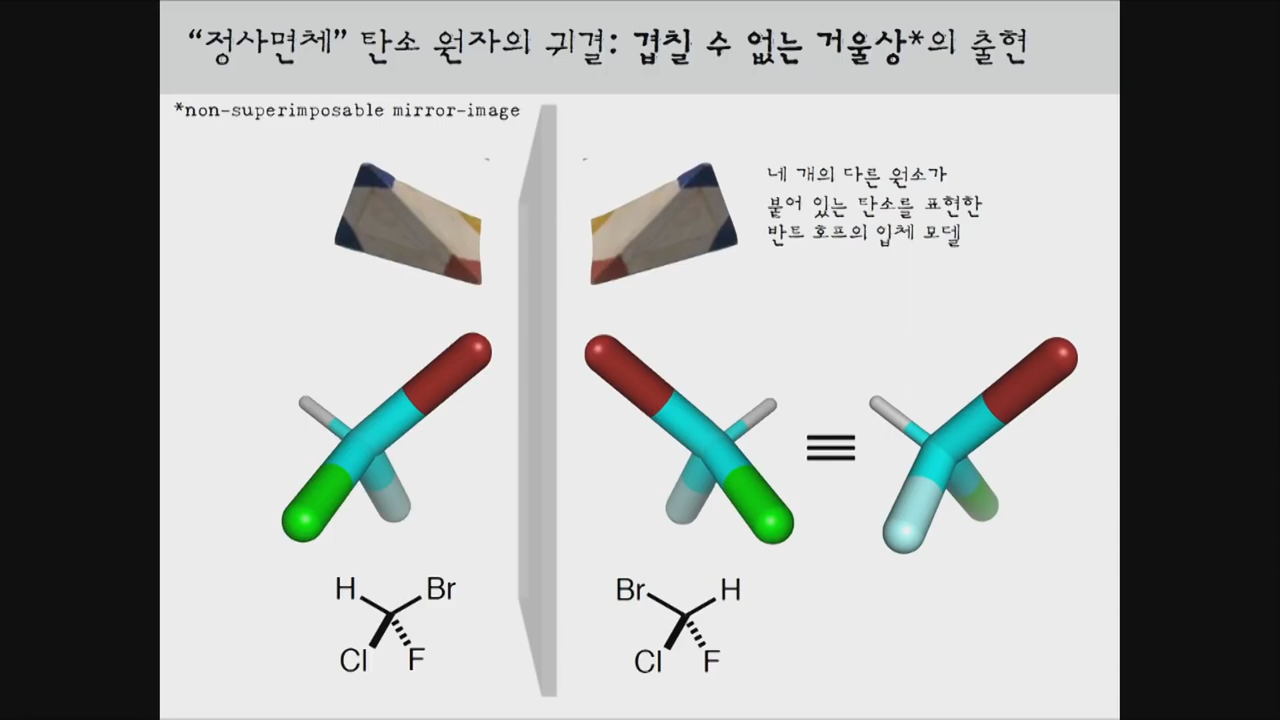 “정사면체” 탄소 원자의 귀결: 겹칠 수 없는 거울상*의 출현
*non-superimposable mirror-image
네 개의 다른 원소가
붙어 있는 탄소를 표현한
반트 호프의 입체 모델
H Br
Cl F
Br H
Cl F